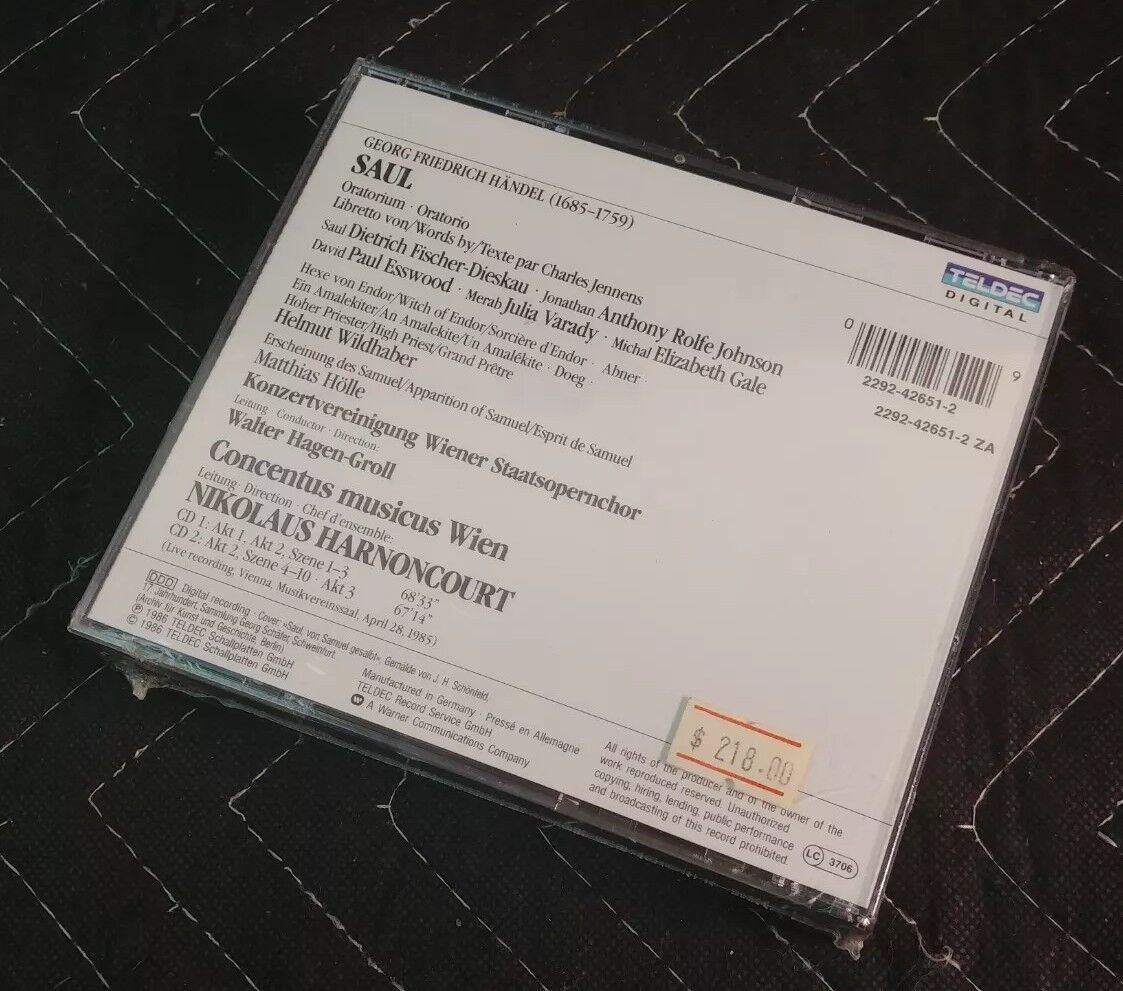 GEORG FRIEDRICH HÄNDEL (1685–1759)
SAUL
Oratorium · Oratorio
Libretto von/Words by/Texte par Charles Jennens
Saul Dietrich Fischer-Dieskau · Jonathan Anthony Rolfe Johnson
David Paul Esswood · Merab Julia Varady · Michal Elizabeth Gale
Hexe von Endor/Witch of Endor/Sorcière d'Endor · Abner ·
Ein Amalekiter/An Amalekite/Un Amalékite · Doeg ·
Hoher Priester/High Priest/Grand Prêtre
Helmut Wildhaber
Erscheinung des Samuel/Apparition of Samuel/Esprit de Samuel
Matthias Hölle
Konzertvereinigung Wiener Staatsopernchor
Leitung · Conductor · Direction:
Walter Hagen-Groll
Concentus musicus Wien
Leitung · Direction · Chef d'ensemble:
NIKOLAUS HARNONCOURT
CD 1: Akt 1, Akt 2, Szene 1–3 68'33"
CD 2: Akt 2, Szene 4–10 · Akt 3 67'14"
(Live recording, Vienna, Musikvereinssaal, April 28, 1985)
DDD Digital recording · Cover: »Saul, von Samuel gesalbt«, Gemälde von J. H. Schönfeld,
17. Jahrhundert, Sammlung Georg Schäfer, Schweinfurt
(Archiv für Kunst und Geschichte, Berlin)
℗ 1986 TELDEC Schallplatten GmbH
© 1986 TELDEC Schallplatten GmbH
Manufactured in Germany · Pressé en Allemagne
TELDEC Record Service GmbH
A Warner Communications Company
All rights of the producer and of the owner of the
work reproduced reserved. Unauthorized
copying, hiring, lending, public performance
and broadcasting of this record prohibited.
LC 3706
$ 218.00
TELDEC
DIGITAL
0 9
2292-42651-2
2292-42651-2 ZA